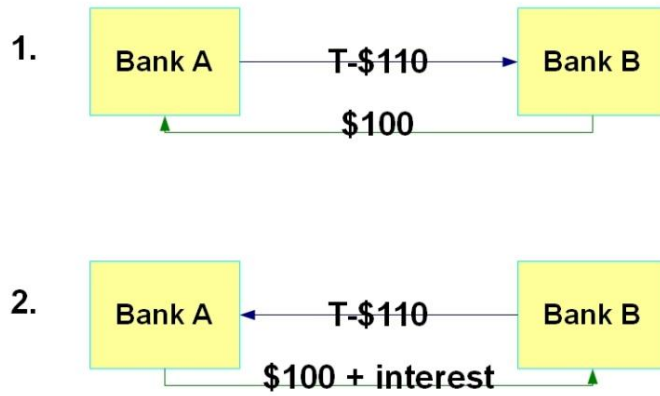 1.
Bank A
T-$110
Bank B
$100
2.
Bank A
T-$110
Bank B
$100 + interest